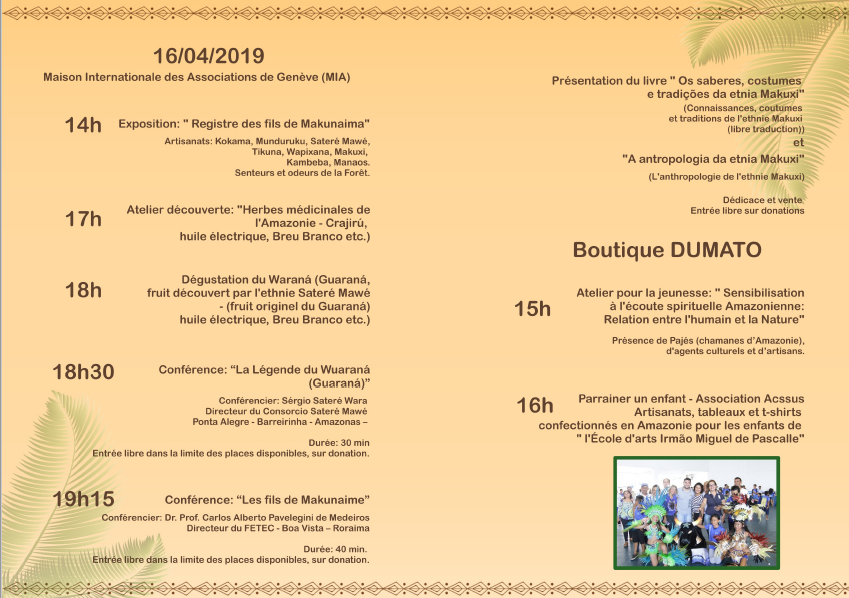 16/04/2019
Maison Internationale des Associations de Genève (MIA)
14h
Exposition: " Registre des fils de Makunaima"
Artisanats: Kokama, Munduruku, Sateré Mawé,
Tikuna, Wapixana, Makuxi,
Kambeba, Manaos.
Senteurs et odeurs de la Forêt.
17h
Atelier découverte: "Herbes médicinales de
l'Amazonie - Crajirú,
huile électrique, Breu Branco etc.)
18h
Dégustation du Waraná (Guaraná,
fruit découvert par l'ethnie Sateré Mawé
- (fruit originel du Guaraná)
huile électrique, Breu Branco etc.)
18h30
Conférence: “La Légende du Wuaraná
(Guaraná)”
Conférencier: Sérgio Sateré Wara
Directeur du Consorcio Sateré Mawé
Ponta Alegre - Barreirinha - Amazonas –
Durée: 30 min
Entrée libre dans la limite des places disponibles, sur donation.
19h15
Conférence: “Les fils de Makunaime”
Conférencier: Dr. Prof. Carlos Alberto Pavelegini de Medeiros
Directeur du FETEC - Boa Vista – Roraima
Durée: 40 min.
Entrée libre dans la limite des places disponibles, sur donation.
Présentation du livre " Os saberes, costumes
e tradições da etnia Makuxi"
(Connaissances, coutumes
et traditions de l'ethnie Makuxi
(libre traduction))
et
"A antropologia da etnia Makuxi"
(L'anthropologie de l'ethnie Makuxi)
Dédicace et vente
Entrée libre sur donations
Boutique DUMATO
15h
Atelier pour la jeunesse: " Sensibilisation
à l'écoute spirituelle Amazonienne:
Relation entre l'humain et la Nature"
Présence de Pajés (chamanes d’Amazonie),
d'agents culturels et d’artisans.
16h
Parrainer un enfant - Association Acssus
Artisanats, tableaux et t-shirts
confectionnés en Amazonie pour les enfants de
" l'École d'arts Irmão Miguel de Pascalle"